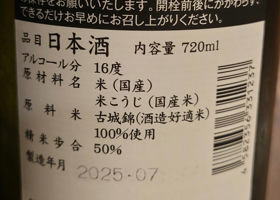 をお願いいたします。開栓前後にかかわらず、
できるだけお早めにお召し上がりください。
品目 日本酒 内容量 720ml
アルコール分 16度
原材料名 米(国産)
米こうじ(国産米)
原料米 古城錦(酒造好適米)
100%使用
精米歩合 50%
製造年月 2025.07
4582356331237